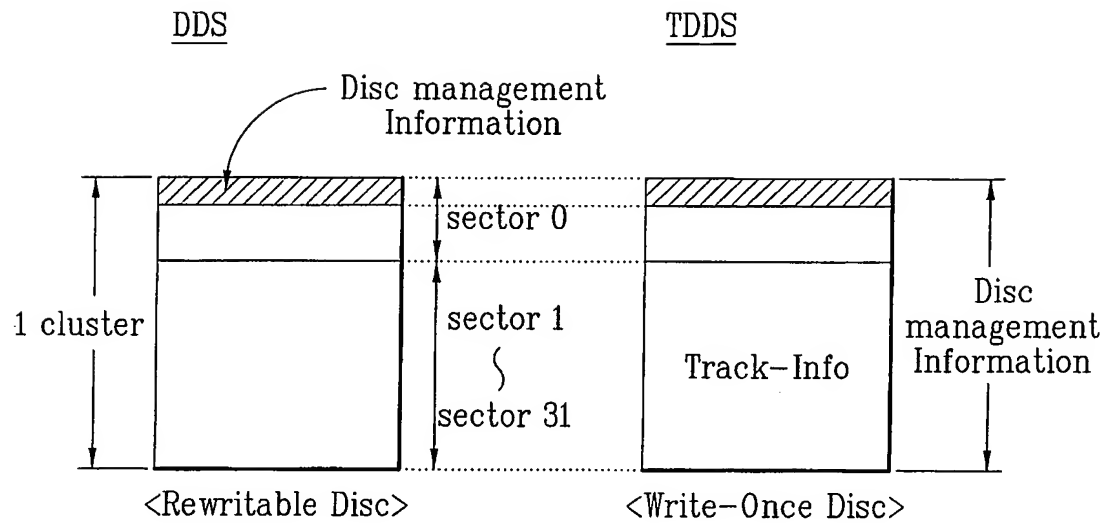 DDS
TDDS
Disc management
Information
sector 0
1 cluster
sector 1
sector 31
Track-Info
Disc
management
Information
<Rewritable Disc>
<Write-Once Disc>